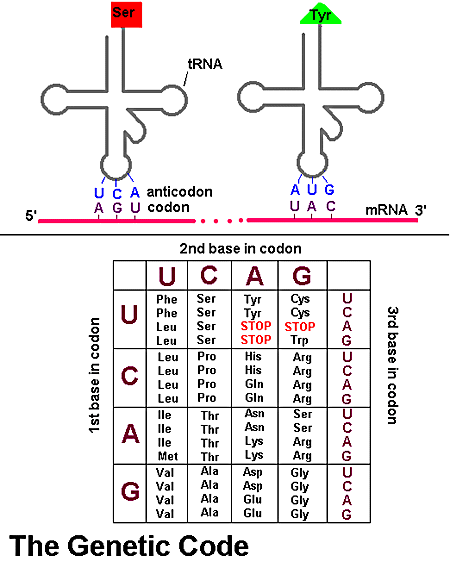 Ser Tyr
tRNA
U C A anticodon A U G
A G U codon U A C
5' mRNA 3'
2nd base in codon
U C A G
1st base in codon
3rd base in codon
U
Phe Ser Tyr Cys U
Phe Ser Tyr Cys C
Leu Ser STOP STOP A
Leu Ser STOP Trp G
C
Leu Pro His Arg U
Leu Pro His Arg C
Leu Pro Gln Arg A
Leu Pro Gln Arg G
A
Ile Thr Asn Ser U
Ile Thr Asn Ser C
Ile Thr Lys Arg A
Met Thr Lys Arg G
G
Val Ala Asp Gly U
Val Ala Asp Gly C
Val Ala Glu Gly A
Val Ala Glu Gly G
The Genetic Code